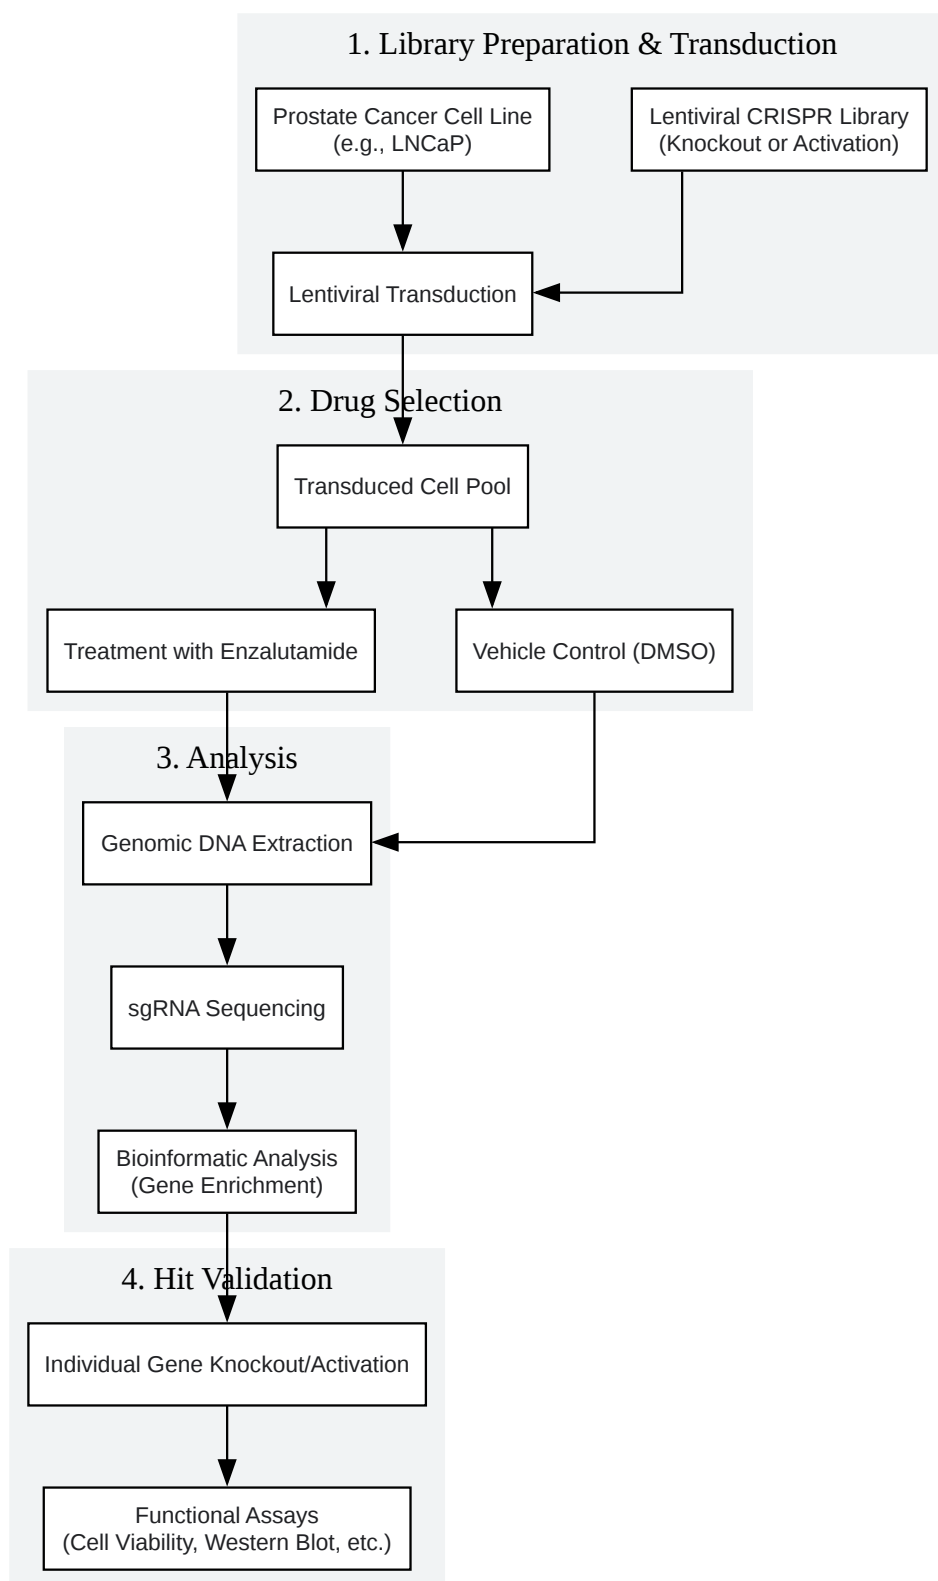 1. Library Preparation & Transduction
Prostate Cancer Cell Line
(e.g., LNCaP)
Lentiviral CRISPR Library
(Knockout or Activation)
Lentiviral Transduction
2. Drug Selection
Transduced Cell Pool
Treatment with Enzalutamide
Vehicle Control (DMSO)
3. Analysis
Genomic DNA Extraction
sgRNA Sequencing
Bioinformatic Analysis
(Gene Enrichment)
4. Hit Validation
Individual Gene Knockout/Activation
Functional Assays
(Cell Viability, Western Blot, etc.)